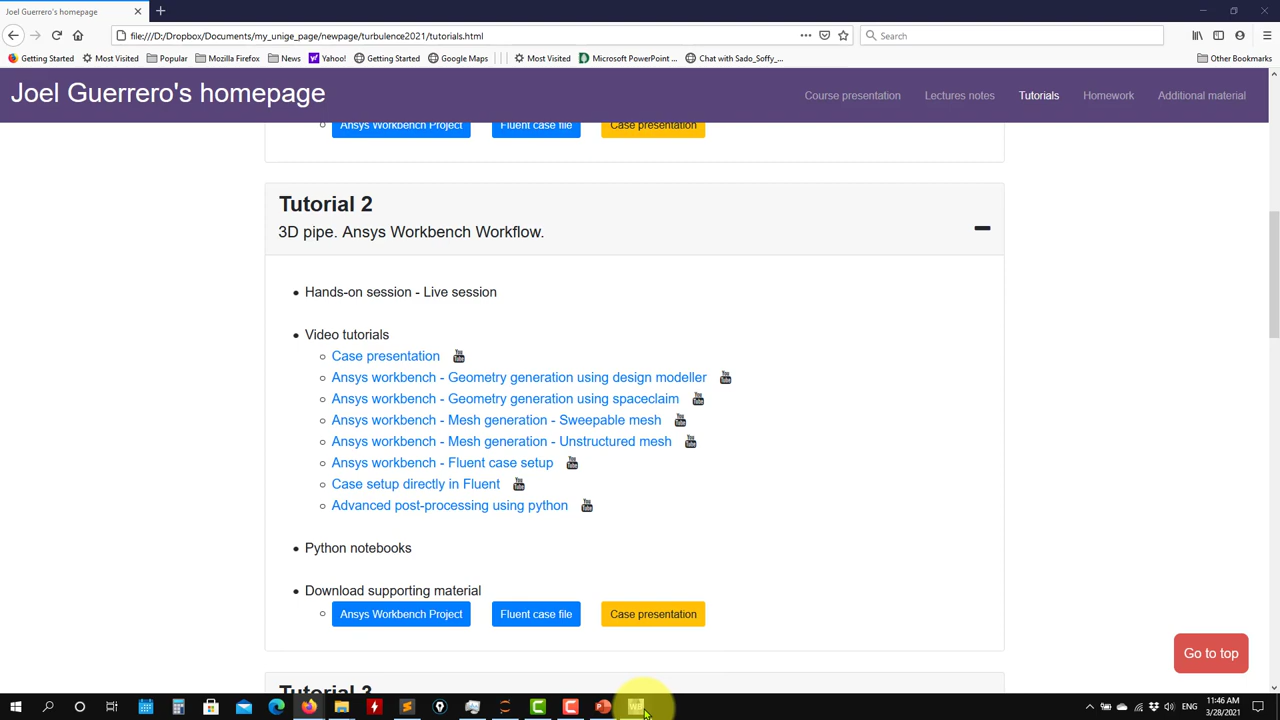 Joel Guerrero's homepage
file:///D:/Dropbox/Documents/my_unige_page/newpage/turbulence2021/tutorials.html
Search
Getting Started
Most Visited
Popular
Mozilla Firefox
News
Yahoo!
Getting Started
Google Maps
Most Visited
Microsoft PowerPoint ...
Chat with Sado_Soffy_...
Other Bookmarks
Joel Guerrero's homepage
Course presentation
Lectures notes
Tutorials
Homework
Additional material
Ansys Workbench Project
Fluent case file
Case presentation
Tutorial 2
3D pipe. Ansys Workbench Workflow.
Hands-on session - Live session
Video tutorials
Case presentation
Ansys workbench - Geometry generation using design modeller
Ansys workbench - Geometry generation using spaceclaim
Ansys workbench - Mesh generation - Sweepable mesh
Ansys workbench - Mesh generation - Unstructured mesh
Ansys workbench - Fluent case setup
Case setup directly in Fluent
Advanced post-processing using python
Python notebooks
Download supporting material
Ansys Workbench Project
Fluent case file
Case presentation
Go to top
Tutorial 3
ENG
11:46 AM
3/28/2021